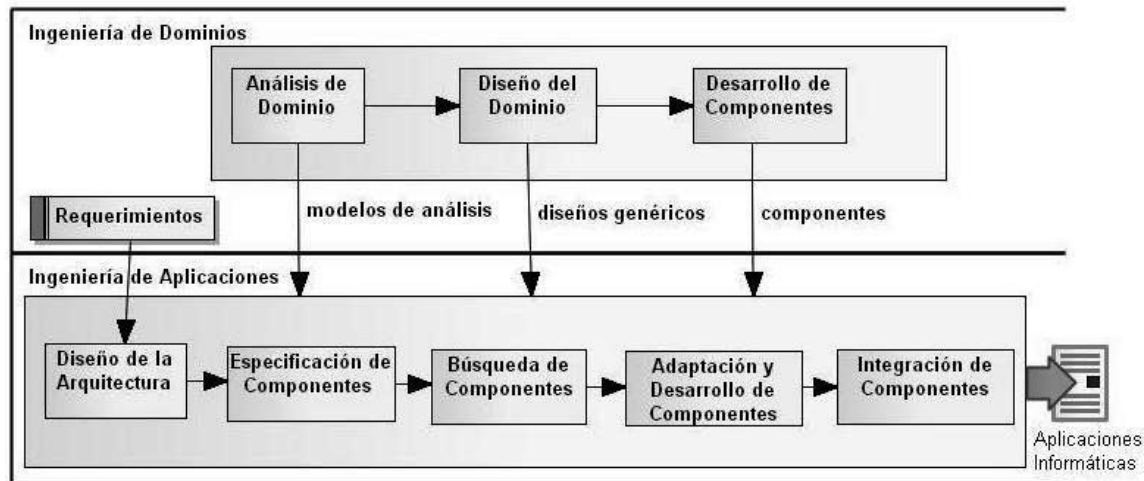 Ingeniería de Dominios
Análisis de
Dominio
Diseño del
Dominio
Desarrollo de
Componentes
Requerimientos
modelos de análisis
diseños genéricos
componentes
Ingeniería de Aplicaciones
Diseño de la
Arquitectura
Especificación de
Componentes
Búsqueda de
Componentes
Adaptación y
Desarrollo de
Componentes
Integración de
Componentes
Aplicaciones
Informáticas